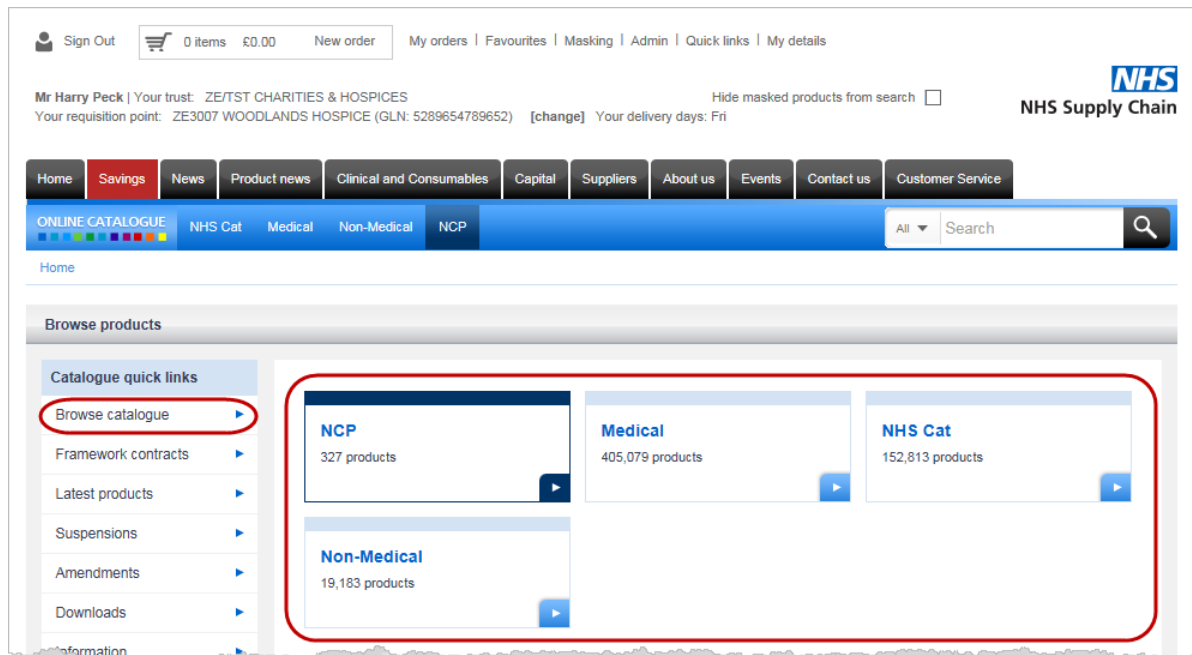 Sign Out 0 items £0.00 New order My orders | Favourites | Masking | Admin | Quick links | My details
NHS
NHS Supply Chain
Mr Harry Peck | Your trust: ZE/TST CHARITIES & HOSPICES Hide masked products from search
Your requisition point: ZE3007 WOODLANDS HOSPICE (GLN: 5289654789652) [change] Your delivery days: Fri
Home Savings News Product news Clinical and Consumables Capital Suppliers About us Events Contact us Customer Service
ONLINE CATALOGUE NHS Cat Medical Non-Medical NCP All Search
Home
Browse products
Catalogue quick links
Browse catalogue
Framework contracts
Latest products
Suspensions
Amendments
Downloads
Information
NCP
327 products
Medical
405,079 products
NHS Cat
152,813 products
Non-Medical
19,183 products